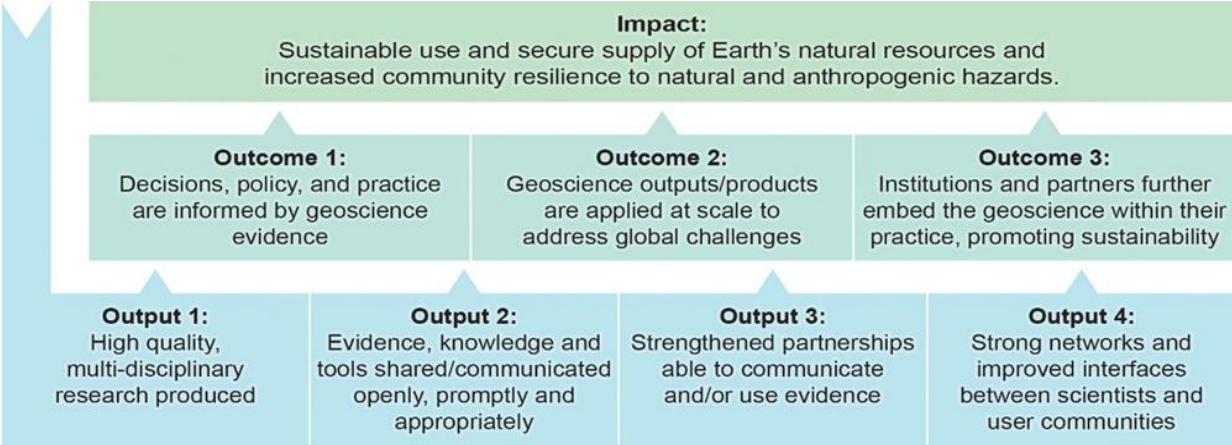 Impact:
Sustainable use and secure supply of Earth's natural resources and
increased community resilience to natural and anthropogenic hazards.
Outcome 1:
Decisions, policy, and practice
are informed by geoscience
evidence
Outcome 2:
Geoscience outputs/products
are applied at scale to
address global challenges
Outcome 3:
Institutions and partners further
embed the geoscience within their
practice, promoting sustainability
Output 1:
High quality,
multi-disciplinary
research produced
Output 2:
Evidence, knowledge and
tools shared/communicated
openly, promptly and
appropriately
Output 3:
Strengthened partnerships
able to communicate
and/or use evidence
Output 4:
Strong networks and
improved interfaces
between scientists and
user communities